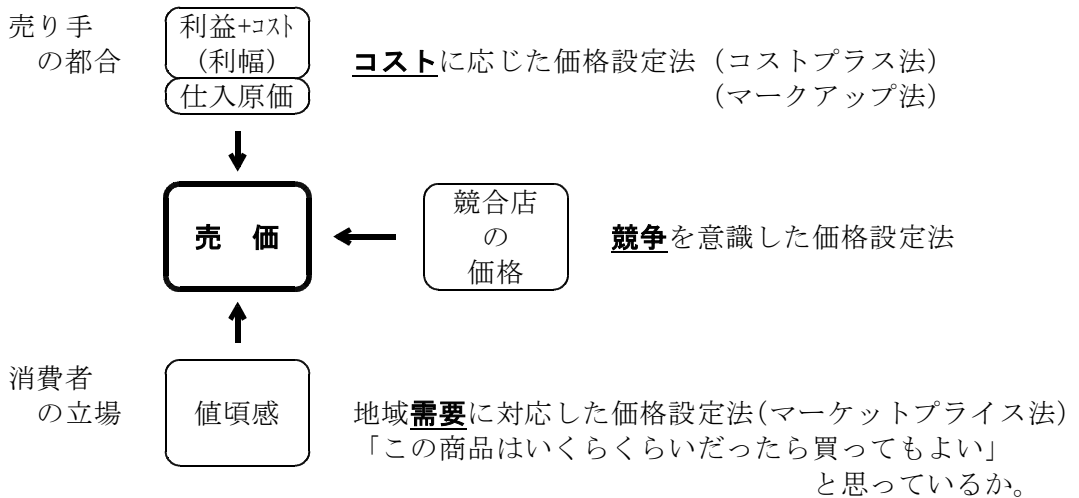 売り手
の都合
利益+ｺｽﾄ
(利幅)
仕入原価
コストに応じた価格設定法（コストプラス法）
（マークアップ法）
売　価
競合店
の
価格
競争を意識した価格設定法
消費者
の立場
値頃感
地域需要に対応した価格設定法(マーケットプライス法)
「この商品はいくらくらいだったら買ってもよい」
と思っているか。